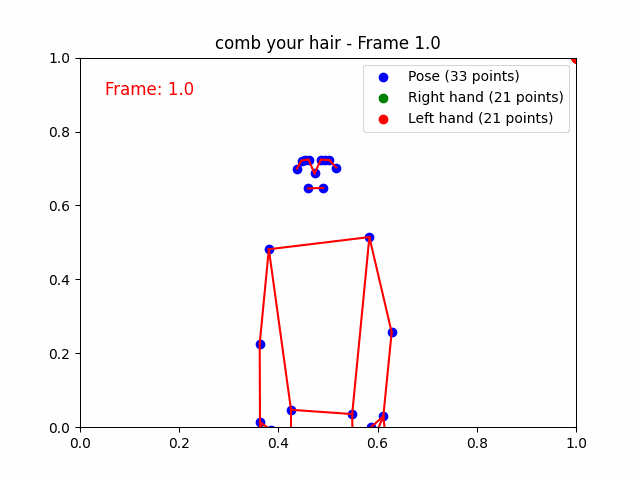 comb your hair - Frame 1.0
Frame: 1.0
Pose (33 points)
Right hand (21 points)
Left hand (21 points)
1.0
0.8
0.6
0.4
0.2
0.0
0.0 0.2 0.4 0.6 0.8 1.0